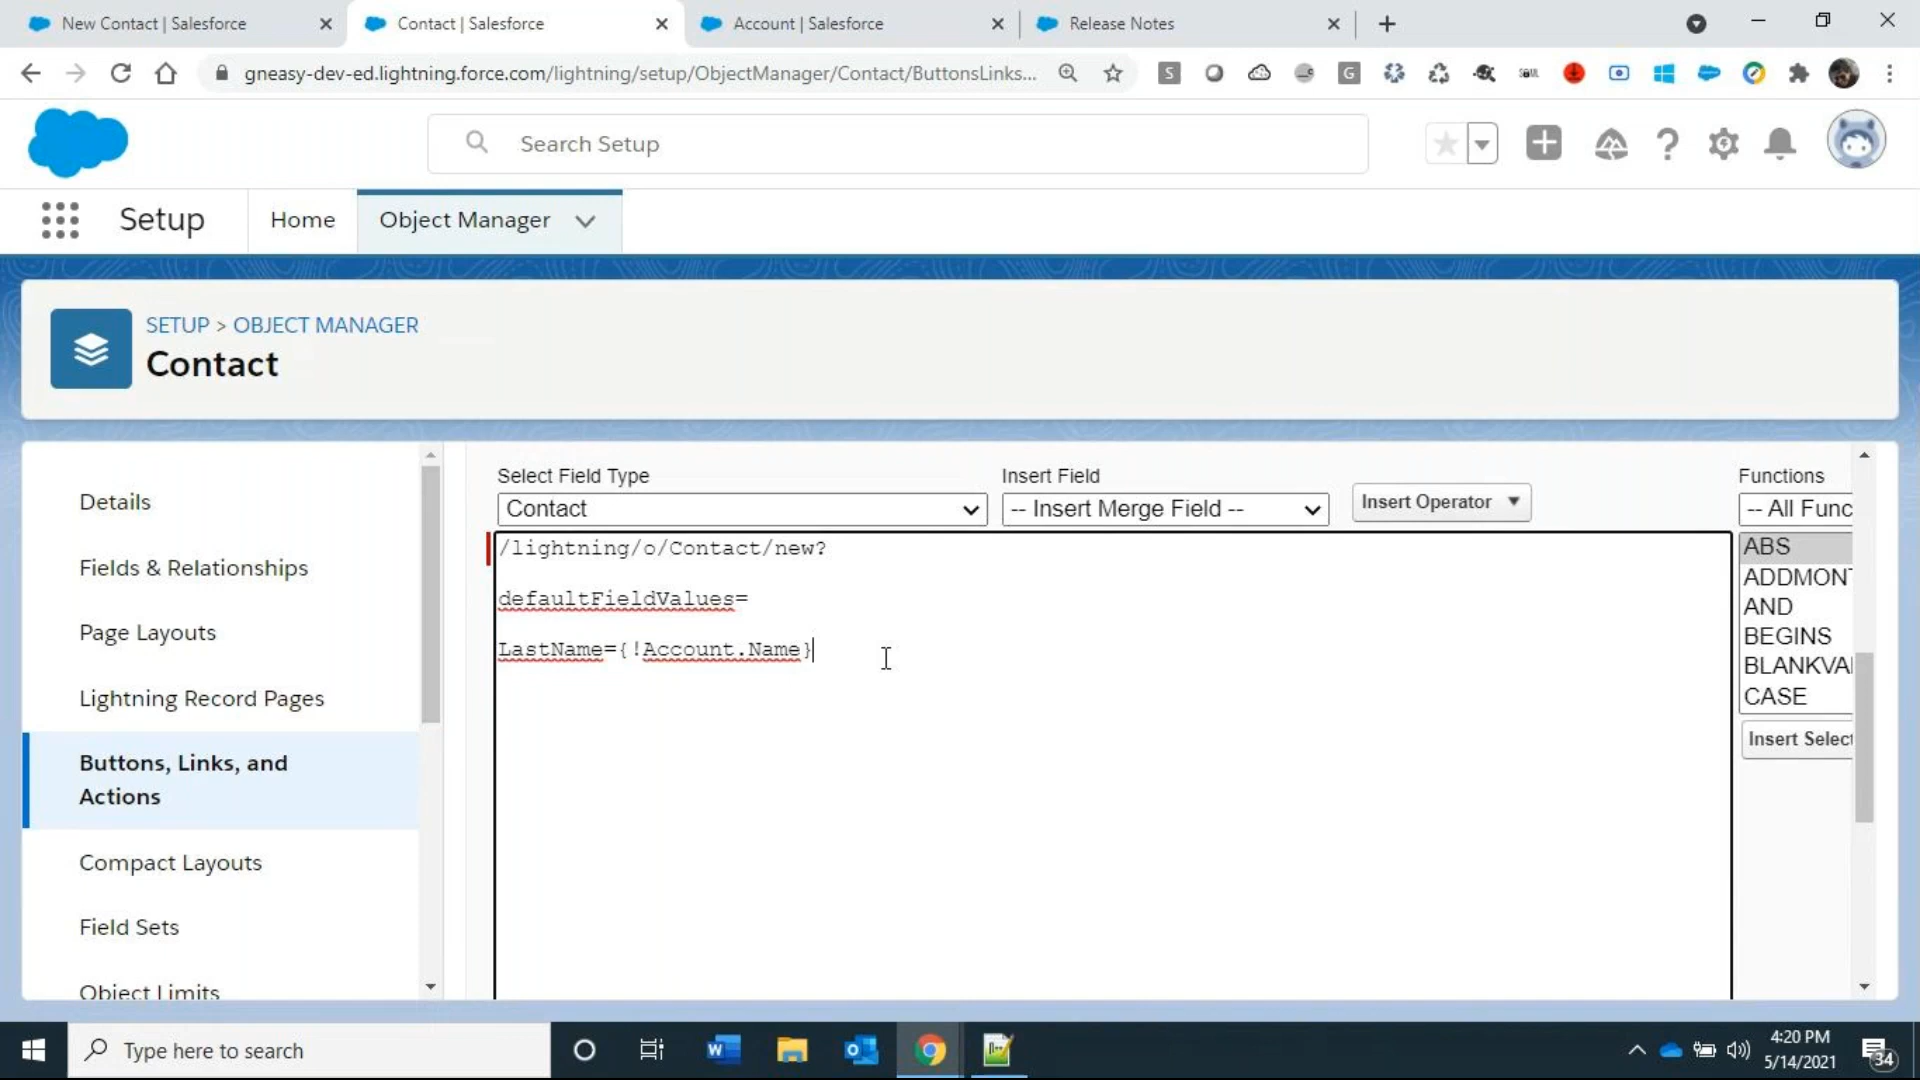 New Contact | Salesforce
Contact | Salesforce
Account | Salesforce
Release Notes
gneasy-dev-ed.lightning.force.com/lightning/setup/ObjectManager/Contact/ButtonsLinks...
S
G
Search Setup
Setup
Home
Object Manager
SETUP > OBJECT MANAGER
Contact
Details
Fields & Relationships
Page Layouts
Lightning Record Pages
Buttons, Links, and
Actions
Compact Layouts
Field Sets
Object Limits
Select Field Type
Contact
Insert Field
-- Insert Merge Field --
Insert Operator
Functions
-- All Func
/lightning/o/Contact/new?
defaultFieldValues=
LastName={!Account.Name}
ABS
ADDMONT
AND
BEGINS
BLANKVAL
CASE
Insert Select
Type here to search
4:20 PM
5/14/2021
34